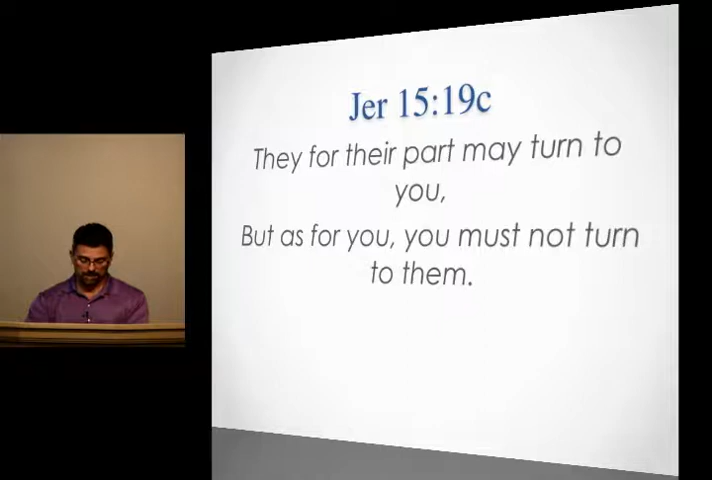 Jer 15:19c
They for their part may turn to
you,
But as for you, you must not turn
to them.